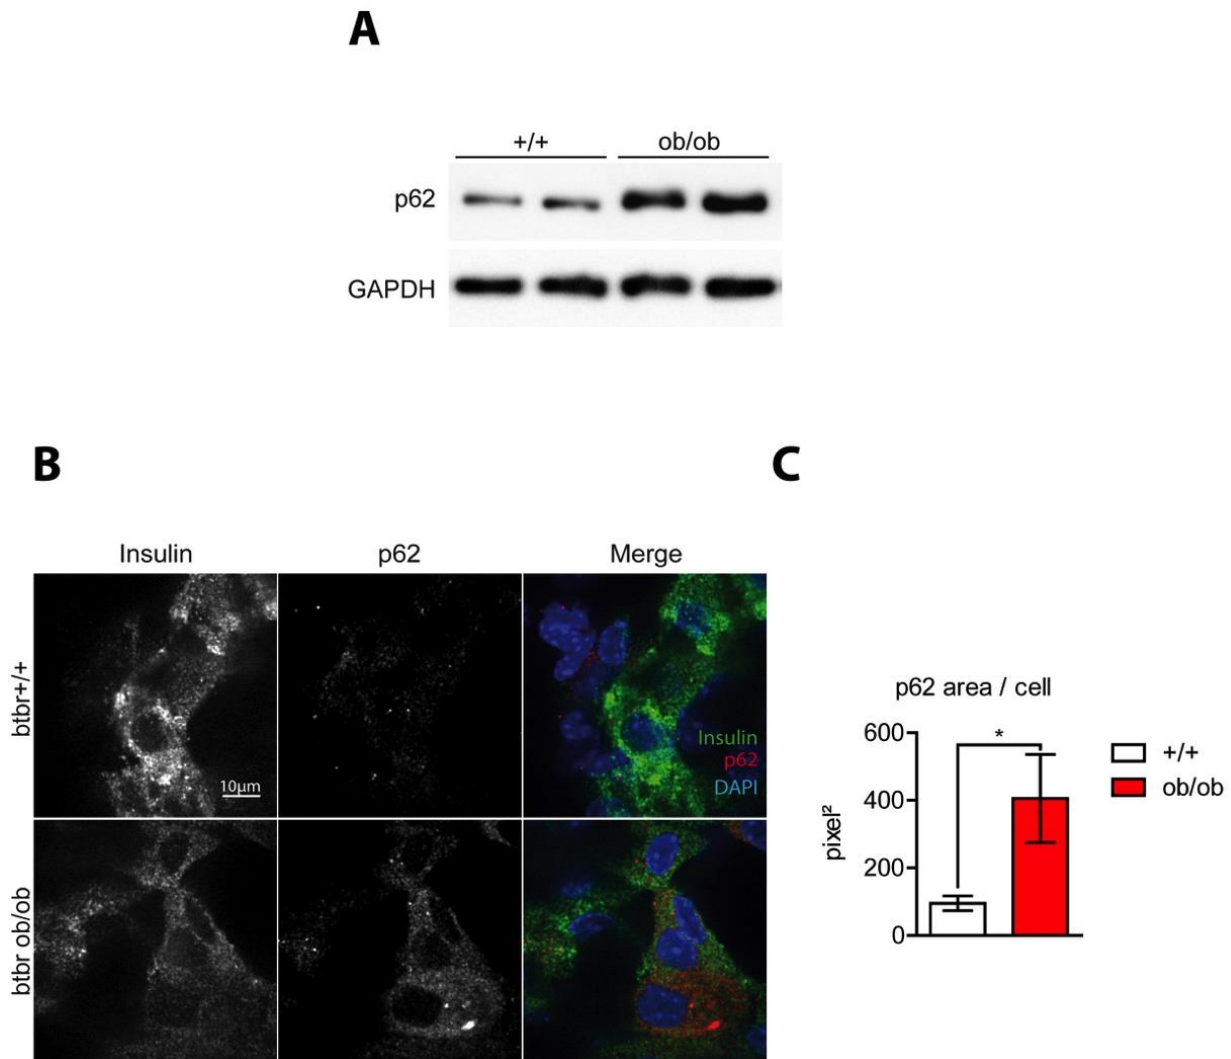 A
+/+ ob/ob
p62
GAPDH
B
Insulin p62 Merge
btbr+/+
10µm
Insulin
p62
DAPI
btbr ob/ob
C
p62 area / cell
pixel²
600
400
200
0
*
+/+
ob/ob